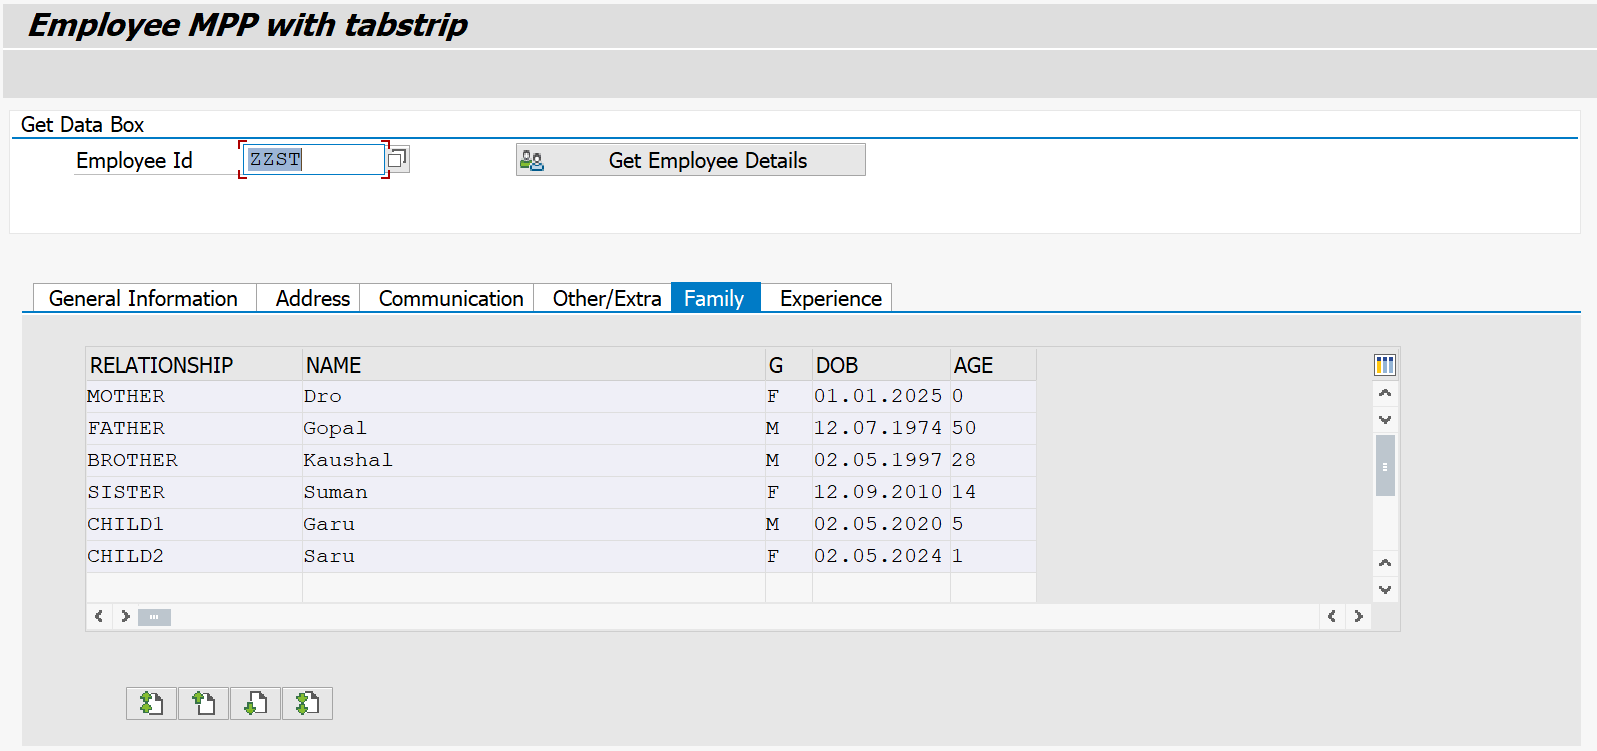 Employee MPP with tabstrip
Get Data Box
Employee Id ZZST Get Employee Details
General Information Address Communication Other/Extra Family Experience
RELATIONSHIP NAME G DOB AGE
MOTHER Dro F 01.01.2025 0
FATHER Gopal M 12.07.1974 50
BROTHER Kaushal M 02.05.1997 28
SISTER Suman F 12.09.2010 14
CHILD1 Garu M 02.05.2020 5
CHILD2 Saru F 02.05.2024 1